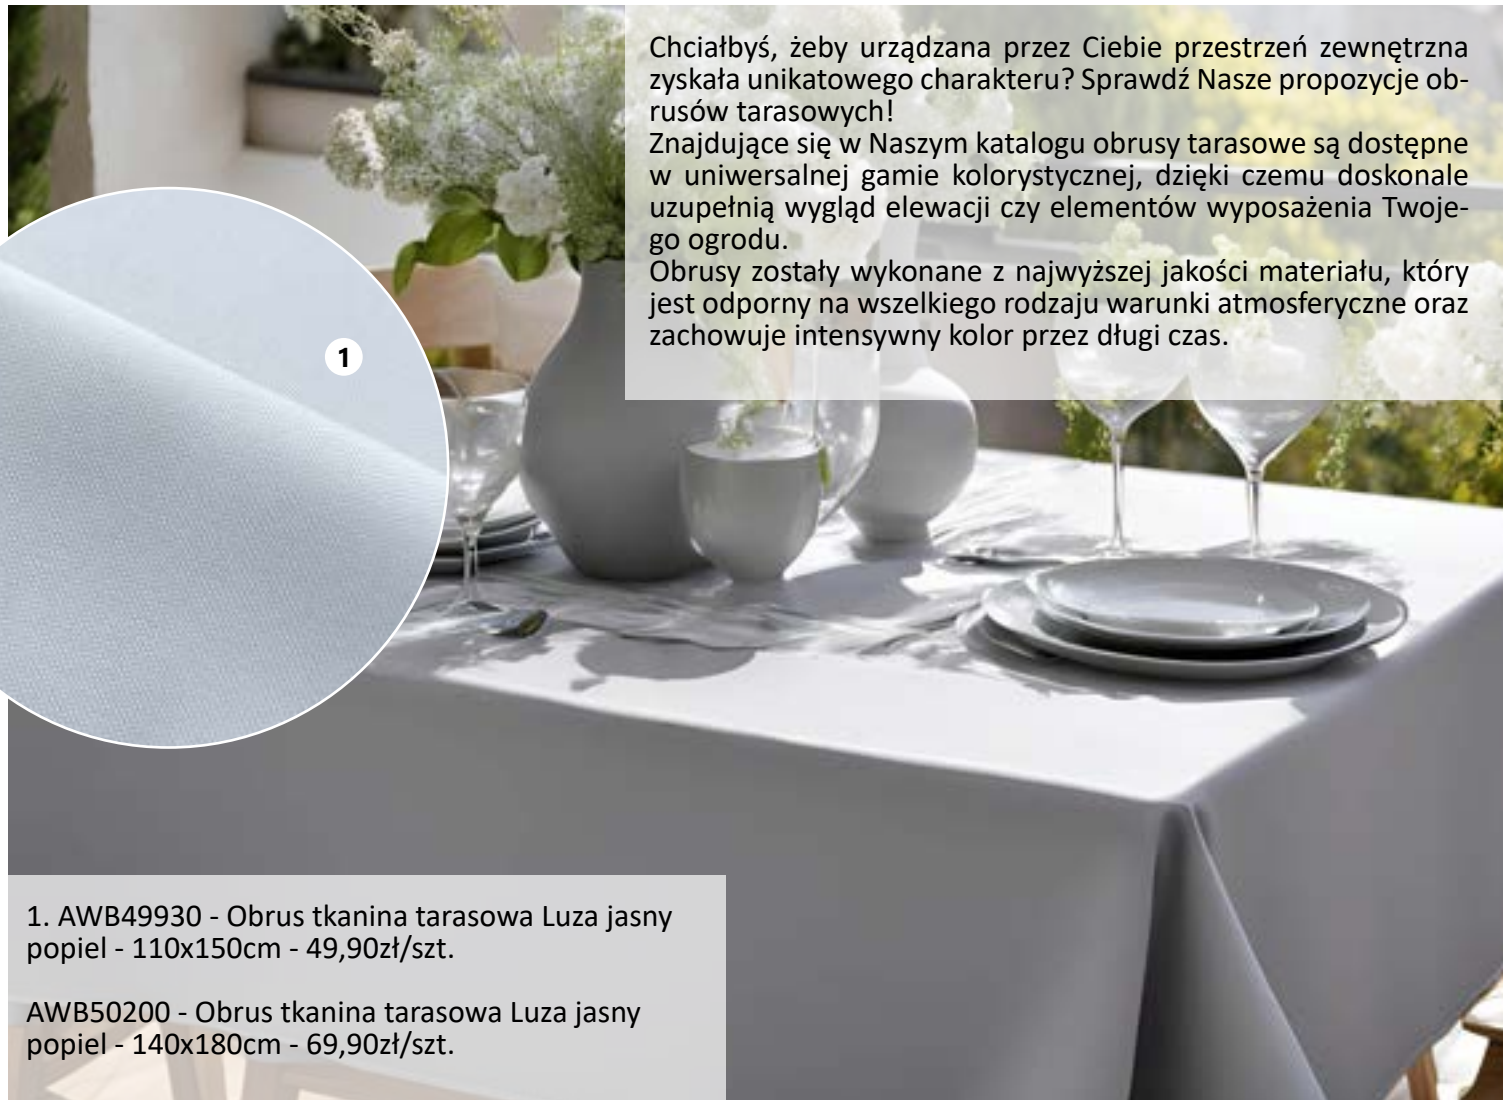 Chciałbyś, żeby urządzana przez Ciebie przestrzeń zewnętrzna
zyskała unikatowego charakteru? Sprawdź Nasze propozycje ob-
rusów tarasowych!
Znajdujące się w Naszym katalogu obrusy tarasowe są dostępne
w uniwersalnej gamie kolorystycznej, dzięki czemu doskonale
uzupełnią wygląd elewacji czy elementów wyposażenia Twoje-
go ogrodu.
Obrusy zostały wykonane z najwyższej jakości materiału, który
jest odporny na wszelkiego rodzaju warunki atmosferyczne oraz
zachowuje intensywny kolor przez długi czas.
1
1. AWB49930 - Obrus tkanina tarasowa Luza jasny
popiel - 110x150cm - 49,90zł/szt.
AWB50200 - Obrus tkanina tarasowa Luza jasny
popiel - 140x180cm - 69,90zł/szt.